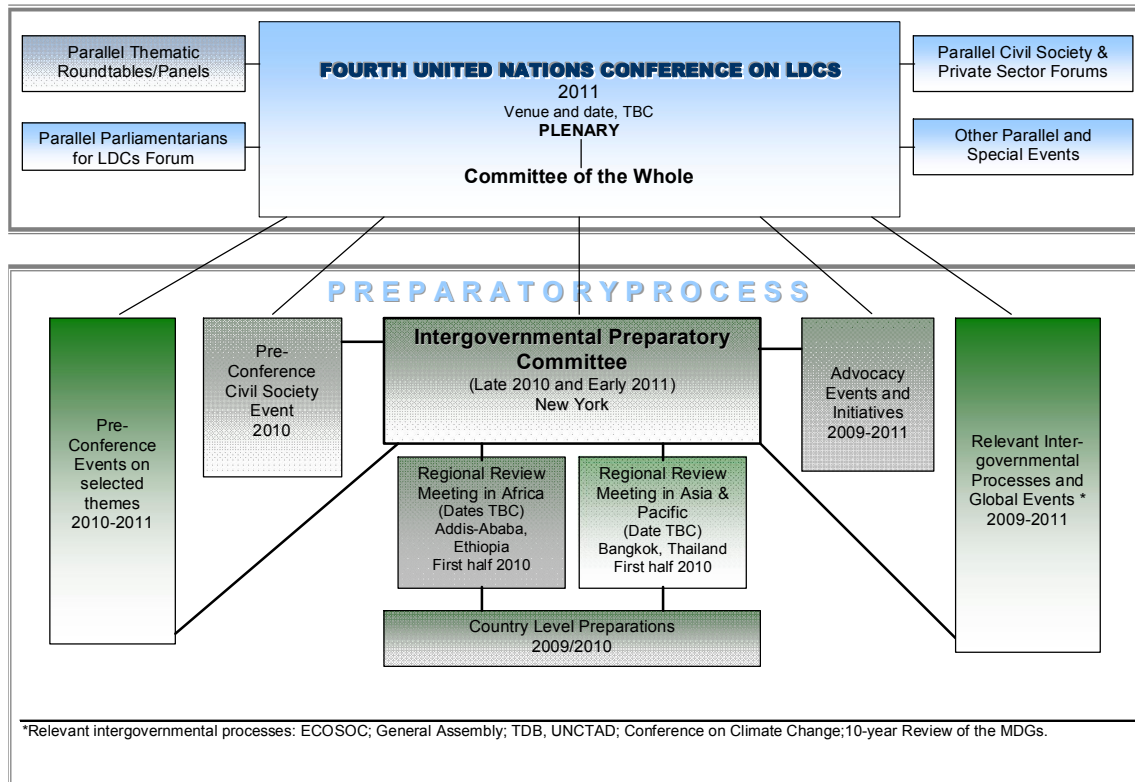 Parallel Thematic
Roundtables/Panels
Parallel Parliamentarians
for LDCs Forum
FOURTH UNITED NATIONS CONFERENCE ON LDCS
2011
Venue and date, TBC
PLENARY
Committee of the Whole
Parallel Civil Society &
Private Sector Forums
Other Parallel and
Special Events
PREPARATORYPROCESS
Pre-
Conference
Events on
selected
themes
2010-2011
Pre-
Conference
Civil Society
Event
2010
Intergovernmental Preparatory
Committee
(Late 2010 and Early 2011)
New York
Regional Review
Meeting in Africa
(Dates TBC)
Addis-Ababa,
Ethiopia
First half 2010
Regional Review
Meeting in Asia &
Pacific
(Date TBC)
Bangkok, Thailand
First half 2010
Country Level Preparations
2009/2010
Advocacy
Events and
Initiatives
2009-2011
Relevant Inter-
governmental
Processes and
Global Events *
2009-2011
*Relevant intergovernmental processes: ECOSOC; General Assembly; TDB, UNCTAD; Conference on Climate Change;10-year Review of the MDGs.